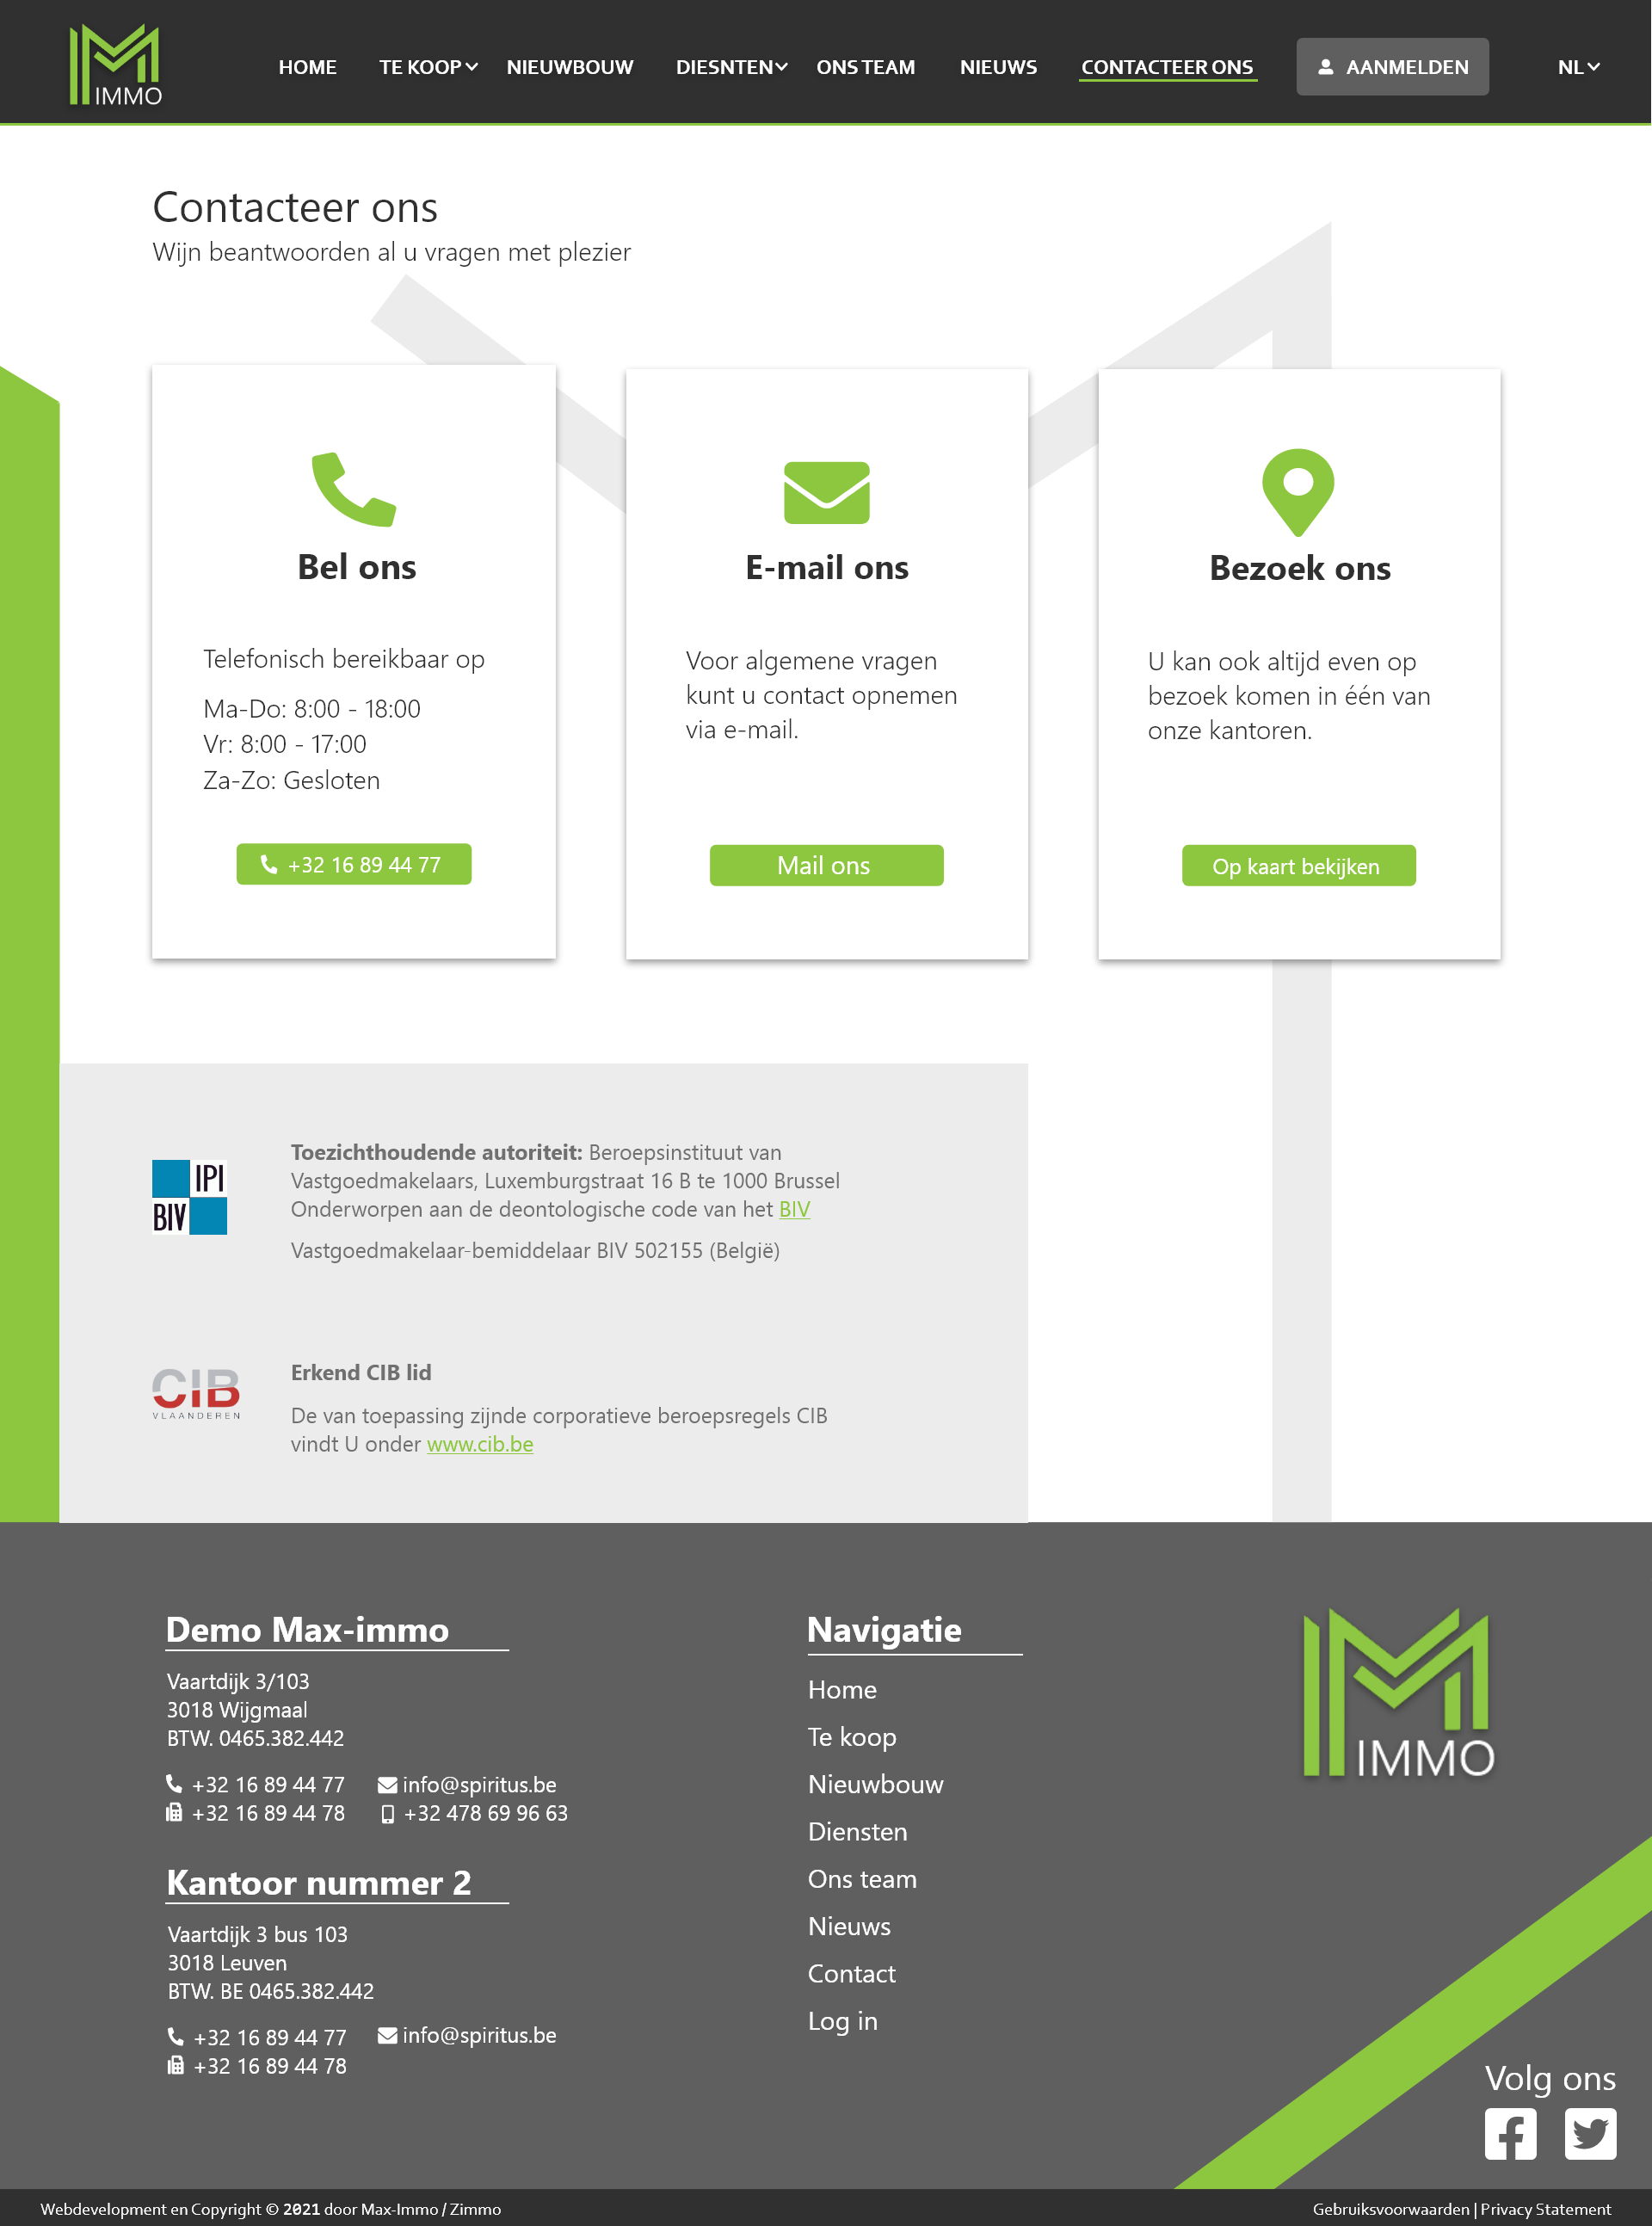 IMMO
HOME TE KOOP NIEUWBOUW DIESNTEN ONS TEAM NIEUWS CONTACTEER ONS AANMELDEN NL
Contacteer ons
Wijn beantwoorden al u vragen met plezier
Bel ons
Telefonisch bereikbaar op
Ma-Do: 8:00 - 18:00
Vr: 8:00 - 17:00
Za-Zo: Gesloten
+32 16 89 44 77
E-mail ons
Voor algemene vragen
kunt u contact opnemen
via e-mail.
Mail ons
Bezoek ons
U kan ook altijd even op
bezoek komen in één van
onze kantoren.
Op kaart bekijken
IPI
BIV
Toezichthoudende autoriteit: Beroepsinstituut van
Vastgoedmakelaars, Luxemburgstraat 16 B te 1000 Brussel
Onderworpen aan de deontologische code van het BIV
Vastgoedmakelaar-bemiddelaar BIV 502155 (België)
CIB
VLAANDEREN
Erkend CIB lid
De van toepassing zijnde corporatieve beroepsregels CIB
vindt U onder www.cib.be
Demo Max-immo
Vaartdijk 3/103
3018 Wijgmaal
BTW. 0465.382.442
+32 16 89 44 77 info@spiritus.be
+32 16 89 44 78 +32 478 69 96 63
Kantoor nummer 2
Vaartdijk 3 bus 103
3018 Leuven
BTW. BE 0465.382.442
+32 16 89 44 77 info@spiritus.be
+32 16 89 44 78
Navigatie
Home
Te koop
Nieuwbouw
Diensten
Ons team
Nieuws
Contact
Log in
IMMO
Volg ons
Webdevelopment en Copyright © 2021 door Max-Immo / Zimmo
Gebruiksvoorwaarden | Privacy Statement